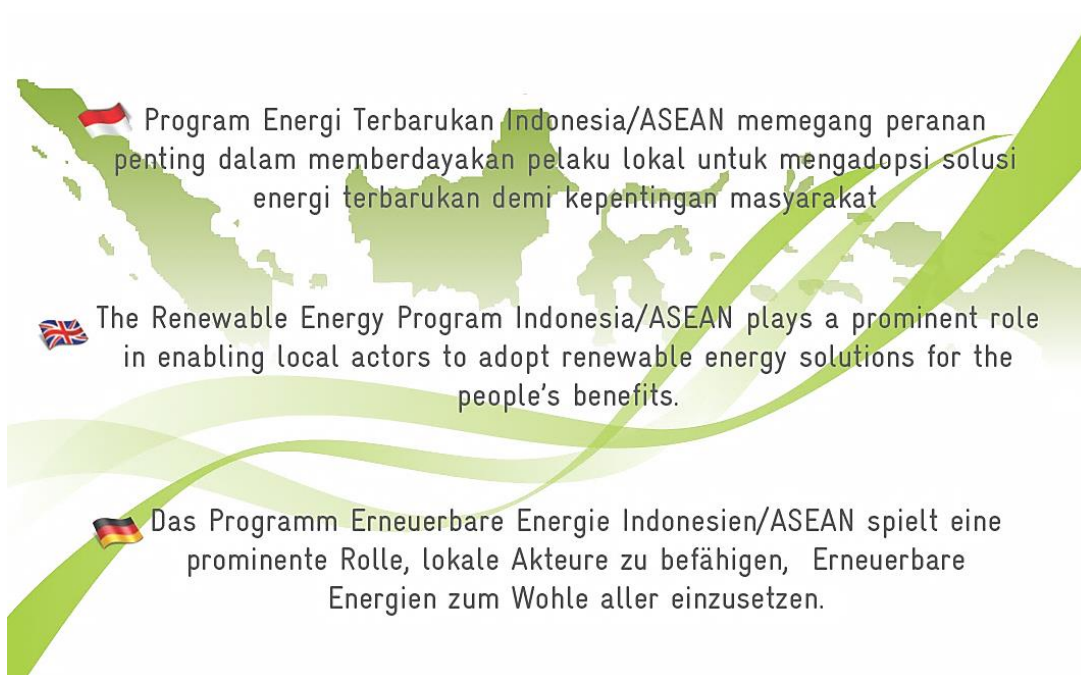 Program Energi Terbarukan Indonesia/ASEAN memegang peranan
penting dalam memberdayakan pelaku lokal untuk mengadopsi solusi
energi terbarukan demi kepentingan masyarakat
The Renewable Energy Program Indonesia/ASEAN plays a prominent role
in enabling local actors to adopt renewable energy solutions for the
people's benefits.
Das Programm Erneuerbare Energie Indonesien/ASEAN spielt eine
prominente Rolle, lokale Akteure zu befähigen, Erneuerbare
Energien zum Wohle aller einzusetzen.